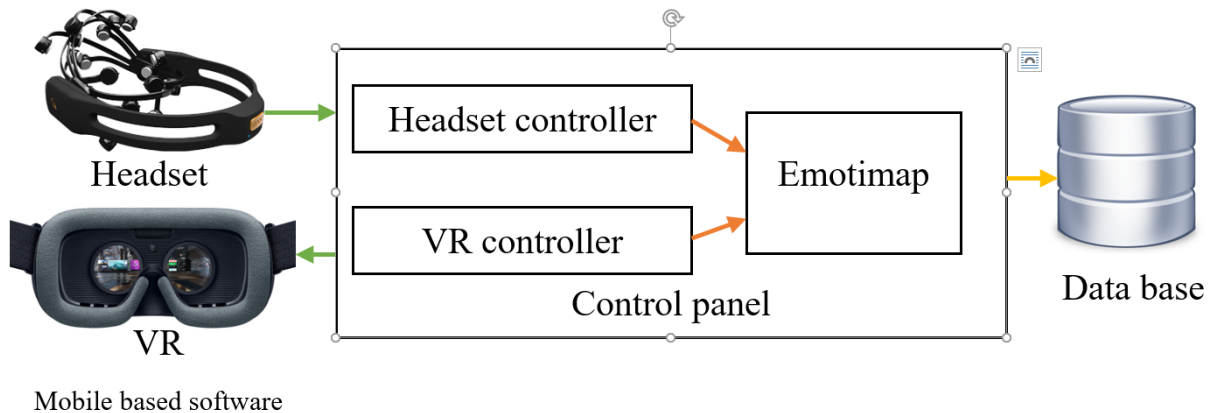 Headset
Headset controller
Emotimap
VR controller
Control panel
VR
Data base
Mobile based software